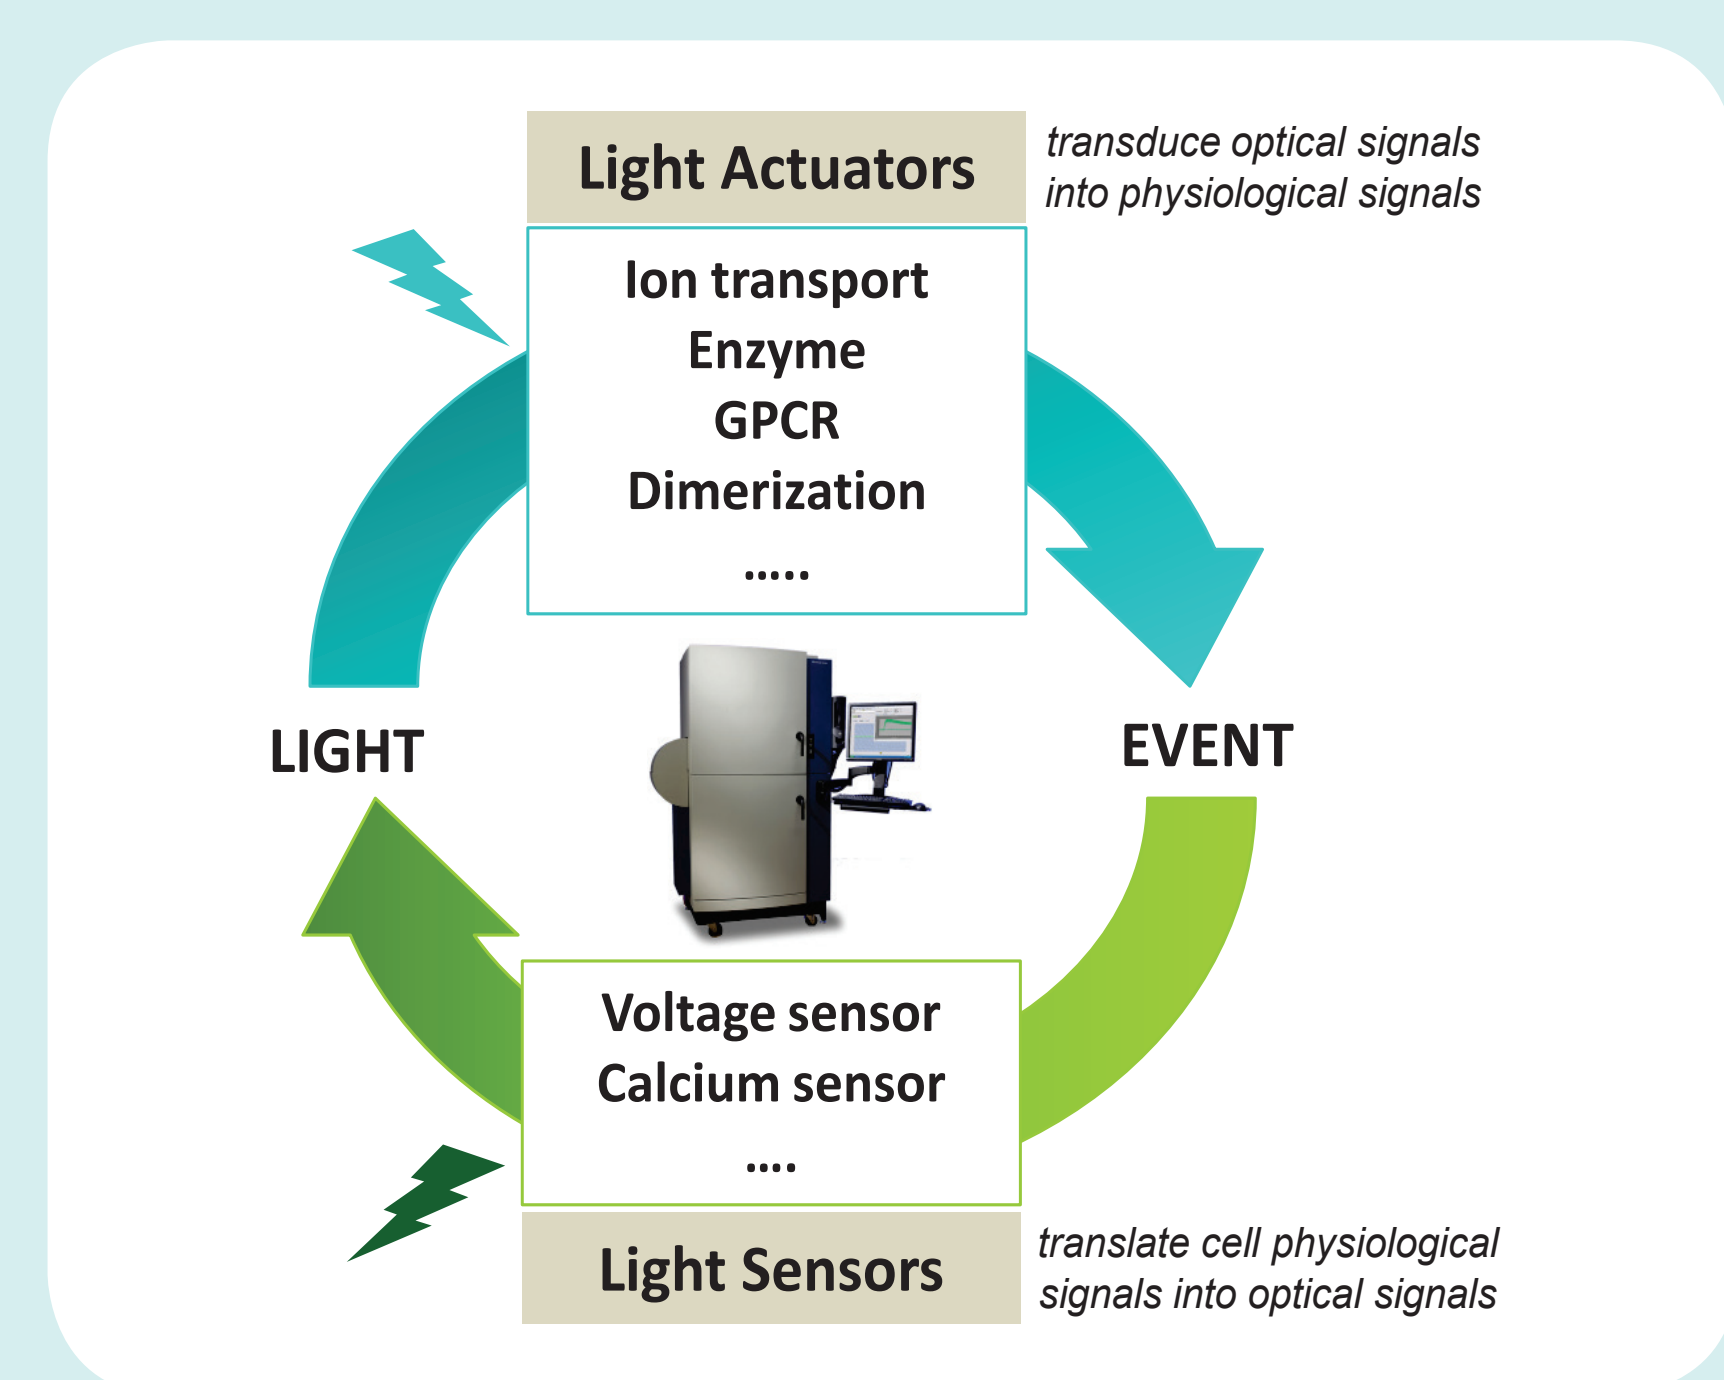 Light Actuators
transduce optical signals
into physiological signals
Ion transport
Enzyme
GPCR
Dimerization
.....
LIGHT
EVENT
Voltage sensor
Calcium sensor
....
Light Sensors
translate cell physiological
signals into optical signals